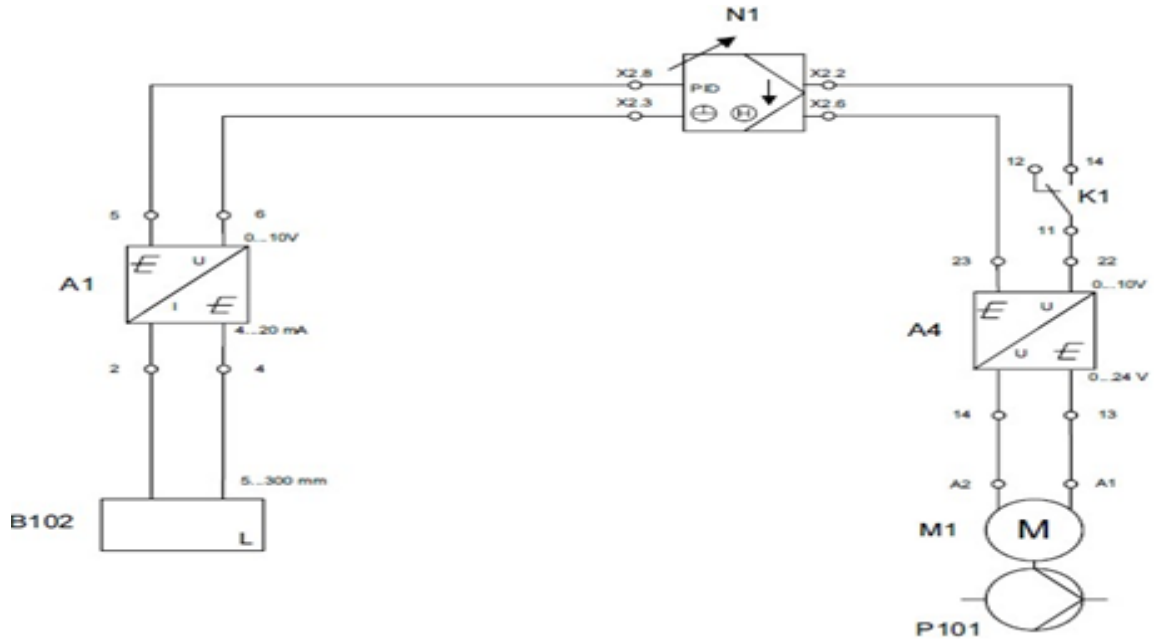 N1
X2.8
X2.2
PID
X2.3
X2.6
12
14
K1
11
5
6
0...10V
23
22
U
0...10V
A1
I
U
A4
4...20 mA
U
0...24 V
2
4
14
13
5...300 mm
A2
A1
B102
L
M1
M
P101